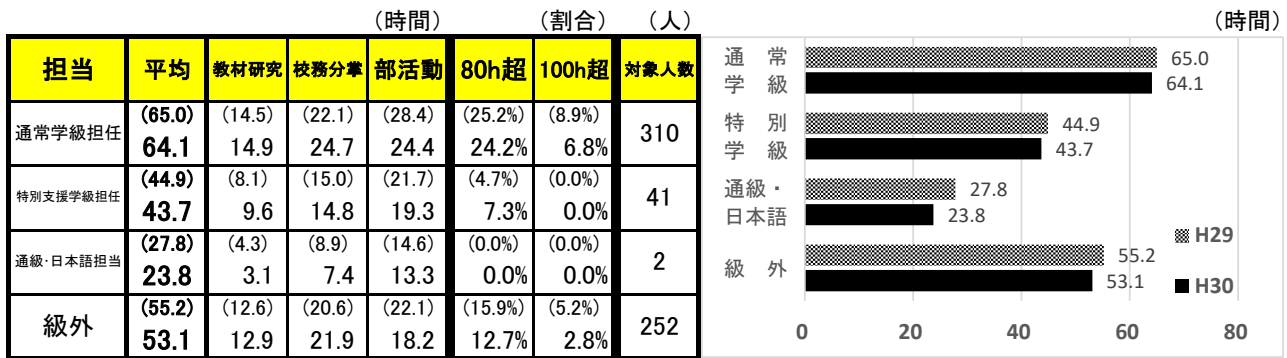 （時間）　（割合）　（人）
担当 平均 教材研究 校務分掌 部活動 80h超 100h超 対象人数
通常学級担任 (65.0) (14.5) (22.1) (28.4) (25.2%) (8.9%) 310
64.1 14.9 24.7 24.4 24.2% 6.8%
特別支援学級担任 (44.9) (8.1) (15.0) (21.7) (4.7%) (0.0%) 41
43.7 9.6 14.8 19.3 7.3% 0.0%
通級・日本語担当 (27.8) (4.3) (8.9) (14.6) (0.0%) (0.0%) 2
23.8 3.1 7.4 13.3 0.0% 0.0%
級外 (55.2) (12.6) (20.6) (22.1) (15.9%) (5.2%) 252
53.1 12.9 21.9 18.2 12.7% 2.8%
（時間）
通　常 65.0
学　級 64.1
特　別 44.9
学　級 43.7
通級・ 27.8
日本語 23.8
級　外 55.2
53.1
H29
H30
0 20 40 60 80